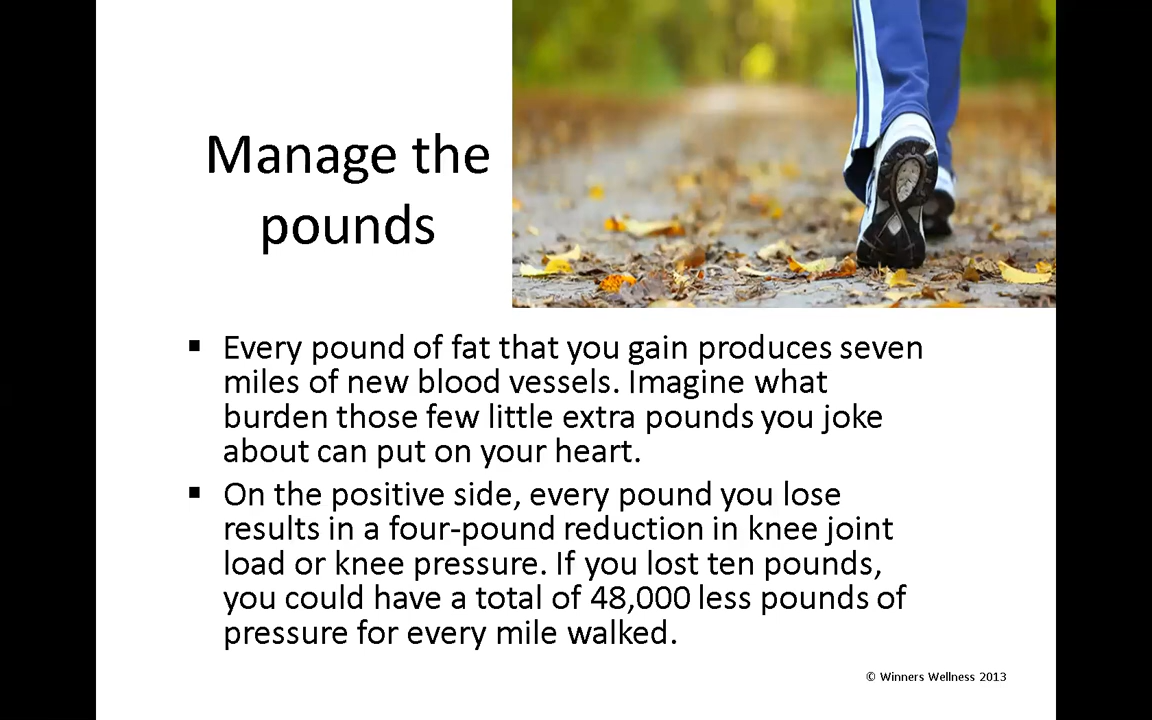 Manage the
pounds
▪ Every pound of fat that you gain produces seven
miles of new blood vessels. Imagine what
burden those few little extra pounds you joke
about can put on your heart.
▪ On the positive side, every pound you lose
results in a four-pound reduction in knee joint
load or knee pressure. If you lost ten pounds,
you could have a total of 48,000 less pounds of
pressure for every mile walked.
© Winners Wellness 2013